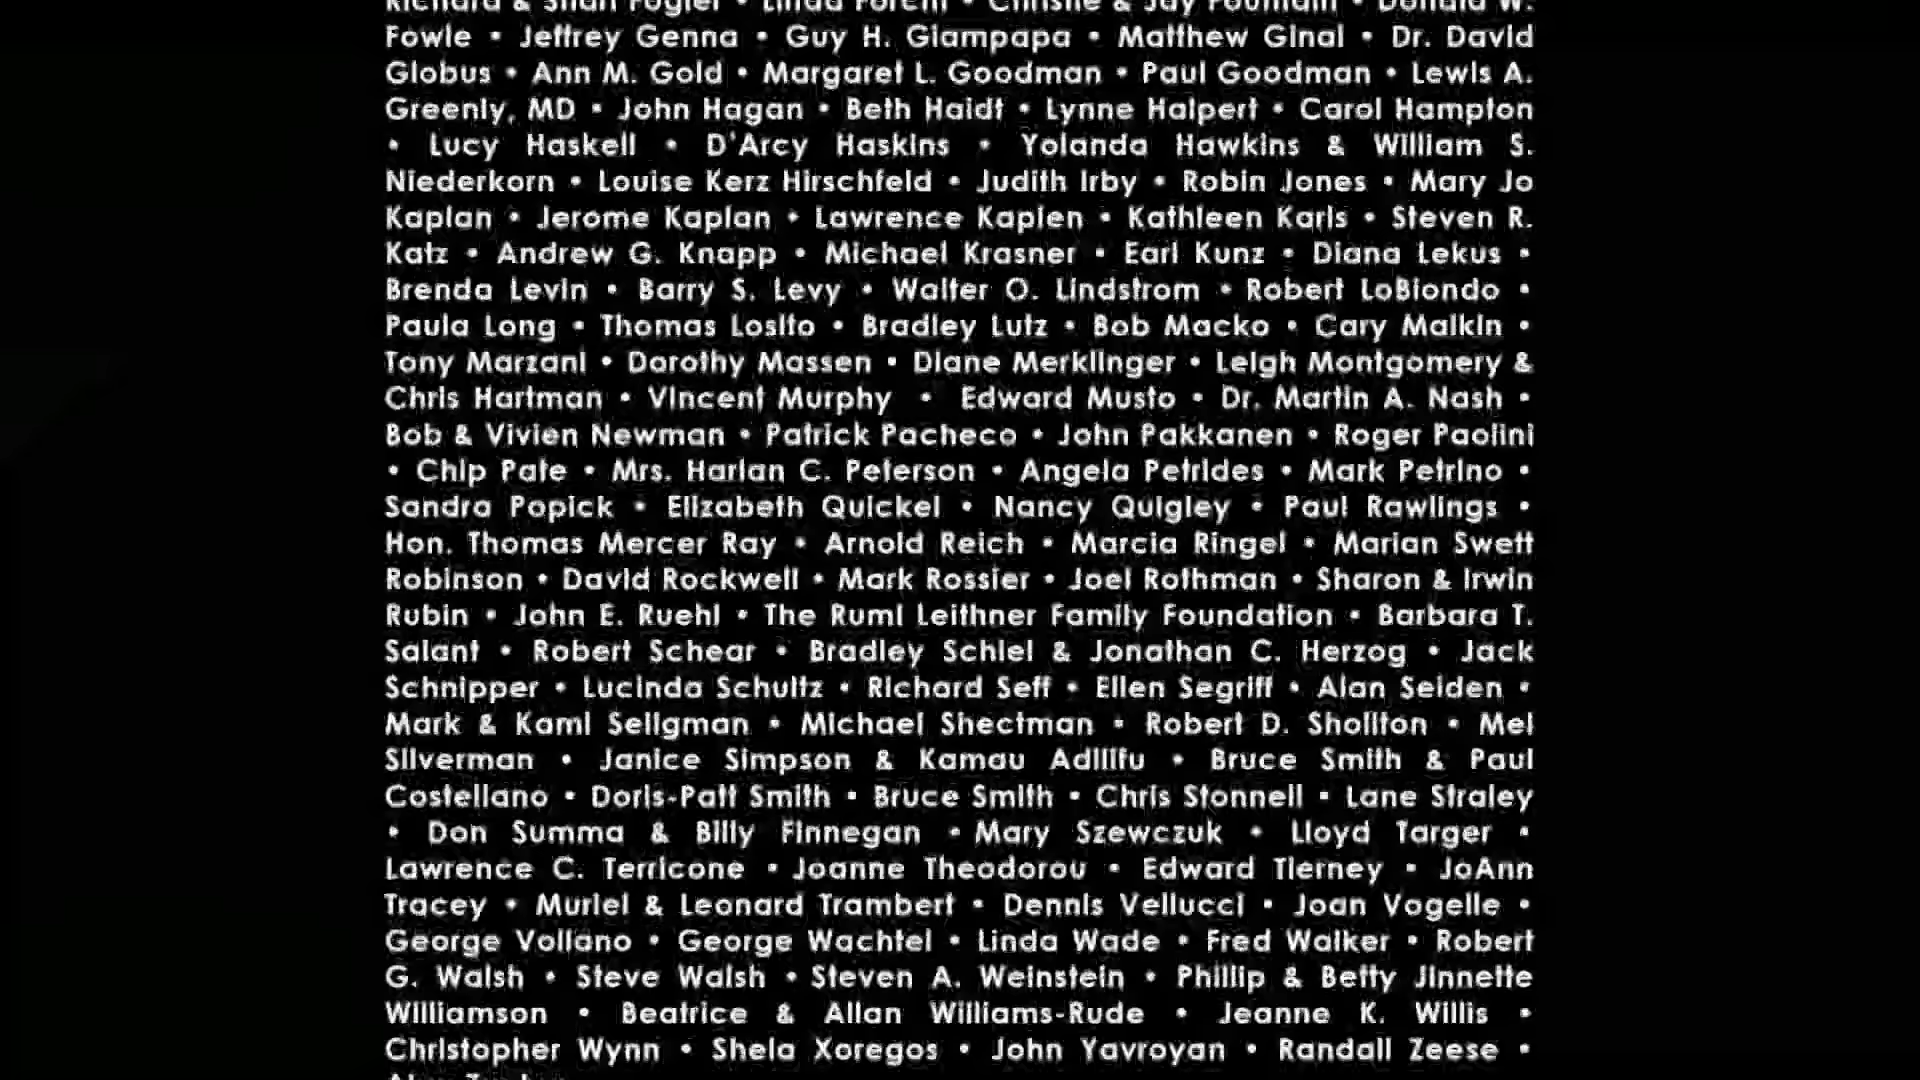 Fowle • Jeffrey Genna • Guy H. Giampapa • Matthew Ginal • Dr. David
Globus • Ann M. Gold • Margaret L. Goodman • Paul Goodman • Lewis A.
Greenly, MD • John Hagan • Beth Haidt • Lynne Halpert • Carol Hampton
• Lucy Haskell • D'Arcy Haskins • Yolanda Hawkins & William S.
Niederkorn • Louise Kerz Hirschfeld • Judith Irby • Robin Jones • Mary Jo
Kaplan • Jerome Kaplan • Lawrence Kaplen • Kathleen Karls • Steven R.
Katz • Andrew G. Knapp • Michael Krasner • Earl Kunz • Diana Lekus •
Brenda Levin • Barry S. Levy • Walter O. Lindstrom • Robert LoBiondo •
Paula Long • Thomas Losito • Bradley Lutz • Bob Macko • Cary Malkin •
Tony Marzani • Dorothy Massen • Diane Merklinger • Leigh Montgomery &
Chris Hartman • Vincent Murphy • Edward Musto • Dr. Martin A. Nash •
Bob & Vivien Newman • Patrick Pacheco • John Pakkanen • Roger Paolini
• Chip Pate • Mrs. Harlan C. Peterson • Angela Petrides • Mark Petrino •
Sandra Popick • Elizabeth Quickel • Nancy Quigley • Paul Rawlings •
Hon. Thomas Mercer Ray • Arnold Reich • Marcia Ringel • Marian Swett
Robinson • David Rockwell • Mark Rossier • Joel Rothman • Sharon & Irwin
Rubin • John E. Ruehl • The Ruml Leithner Family Foundation • Barbara T.
Salant • Robert Schear • Bradley Schiel & Jonathan C. Herzog • Jack
Schnipper • Lucinda Schultz • Richard Seff • Ellen Segriff • Alan Seiden •
Mark & Kami Seligman • Michael Shectman • Robert D. Shollton • Mel
Silverman • Janice Simpson & Kamau Adilifu • Bruce Smith & Paul
Costellano • Doris-Patt Smith • Bruce Smith • Chris Stonnell • Lane Straley
• Don Summa & Billy Finnegan • Mary Szewczuk • Lloyd Targer •
Lawrence C. Terricone • Joanne Theodorou • Edward Tierney • JoAnn
Tracey • Muriel & Leonard Trambert • Dennis Vellucci • Joan Vogelle •
George Vollano • George Wachtel • Linda Wade • Fred Walker • Robert
G. Walsh • Steve Walsh • Steven A. Weinstein • Phillip & Betty Jinnette
Williamson • Beatrice & Allan Williams-Rude • Jeanne K. Willis •
Christopher Wynn • Shela Xoregos • John Yavroyan • Randall Zeese •